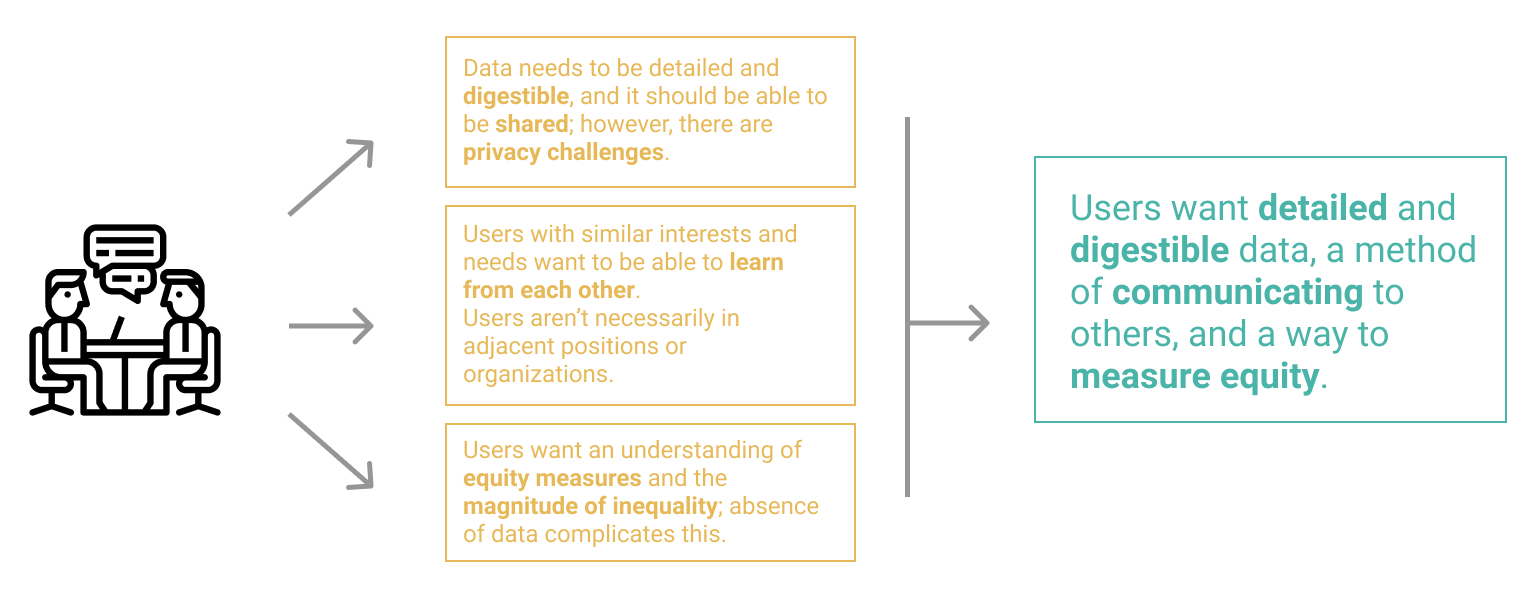 Data needs to be detailed and
digestible, and it should be able to
be shared; however, there are
privacy challenges.
Users with similar interests and
needs want to be able to learn
from each other.
Users aren’t necessarily in
adjacent positions or
organizations.
Users want an understanding of
equity measures and the
magnitude of inequality; absence
of data complicates this.
Users want detailed and
digestible data, a method
of communicating to
others, and a way to
measure equity.